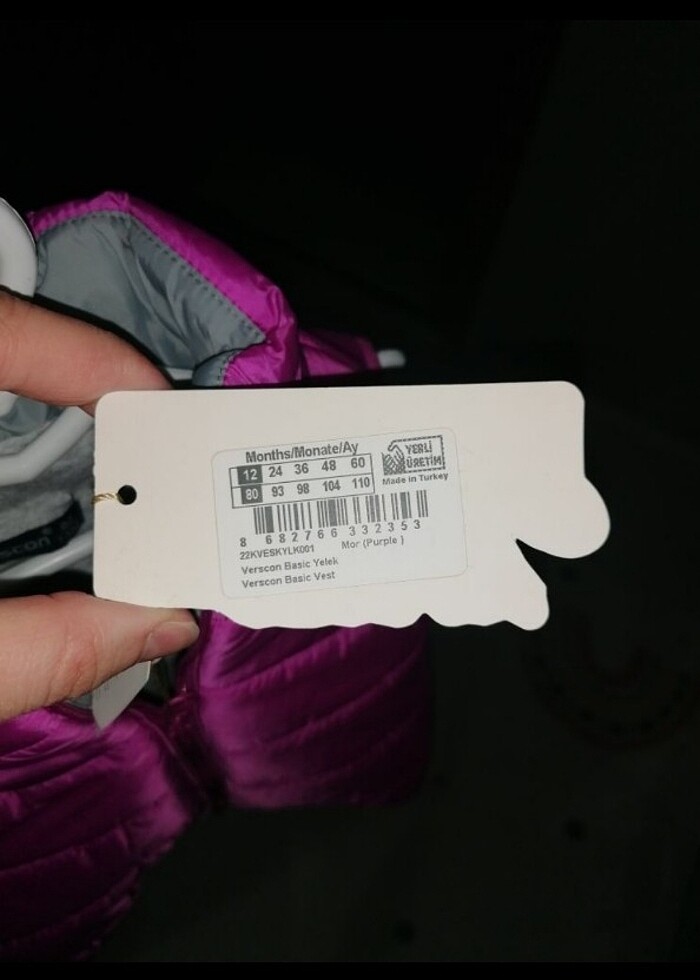 Months/Monate/Ay
12 24 36 48 60
80 93 98 104 110
YERLİ
ÜRETİM
Made in Turkey
8 682766 332353
22KVESKYLK001 Mor (Purple )
Verscon Basic Yelek
Verscon Basic Vest
scon